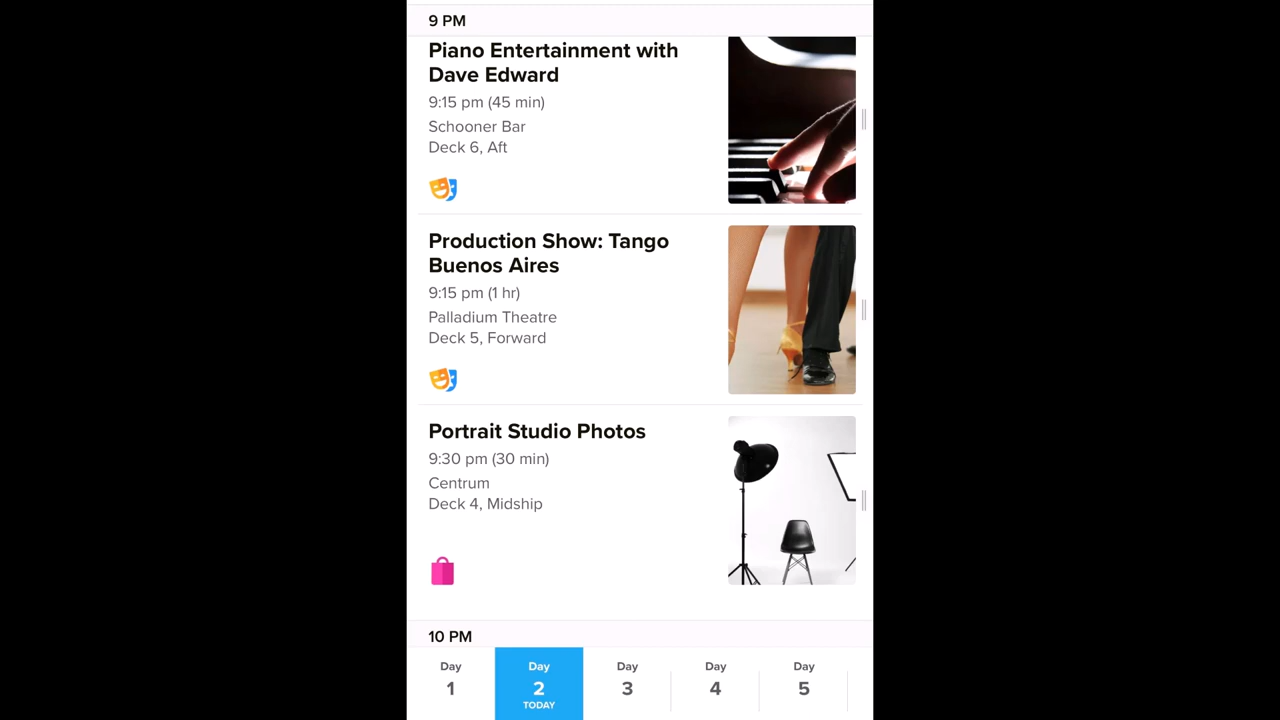 9 PM
Piano Entertainment with
Dave Edward
9:15 pm (45 min)
Schooner Bar
Deck 6, Aft
Production Show: Tango
Buenos Aires
9:15 pm (1 hr)
Palladium Theatre
Deck 5, Forward
Portrait Studio Photos
9:30 pm (30 min)
Centrum
Deck 4, Midship
10 PM
Day
1
Day
2
TODAY
Day
3
Day
4
Day
5